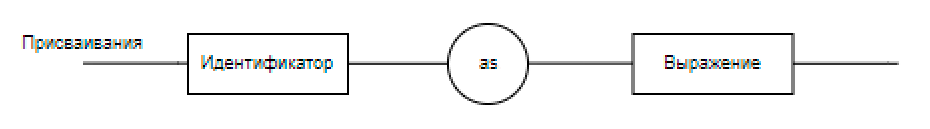 Присваивания
Идентификатор
as
Выражение